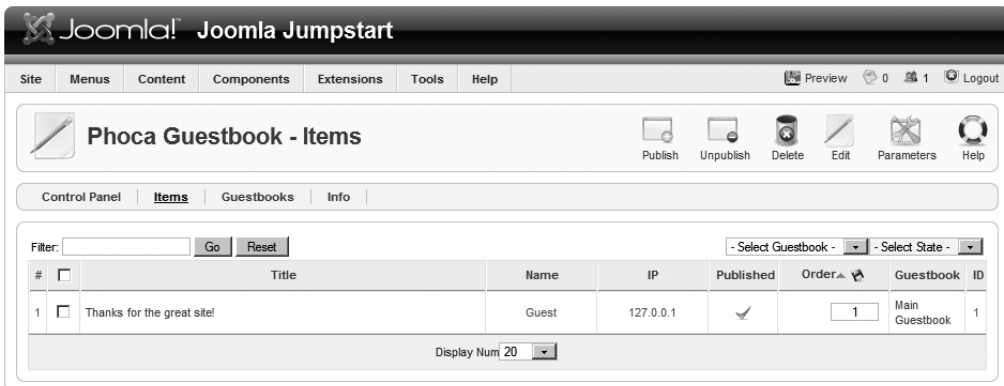 Joomla! Joomla Jumpstart
Site Menus Content Components Extensions Tools Help Preview 0 1 Logout
Phoca Guestbook - Items
Publish Unpublish Delete Edit Parameters Help
Control Panel Items Guestbooks Info
Filter: Go Reset - Select Guestbook - - Select State -
# Title Name IP Published Order Guestbook ID
1 Thanks for the great site! Guest 127.0.0.1 1 Main Guestbook 1
Display Num 20